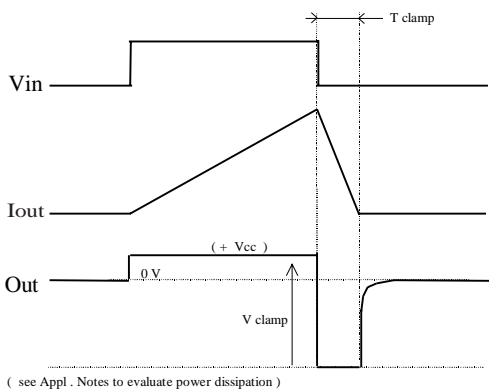 T clamp
Vin
Iout
( + Vcc )
0 V
Out
V clamp
( see Appl . Notes to evaluate power dissipation )